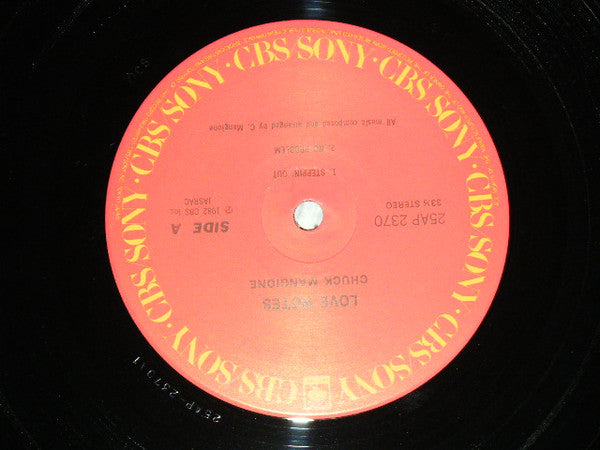 CBS SONY · CBS SONY · CBS SONY · CBS SONY · CBS/SONY · CBS SONY · CBS SONY
LOVE NOTES
CHUCK MANGIONE
25AP 2370
33⅓ STEREO
SIDE A
℗ 1982 CBS Inc.
JASRAC
1. STEPPIN' OUT
2. NO PROBLEM
All music composed and arranged by C. Mangione
25AP-2370